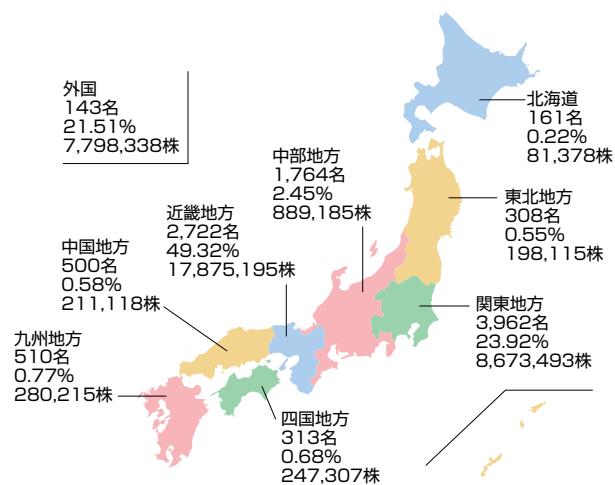 外国
143名
21.51%
7,798,338株
北海道
161名
0.22%
81,378株
中部地方
1,764名
2.45%
889,185株
東北地方
308名
0.55%
198,115株
近畿地方
2,722名
49.32%
17,875,195株
中国地方
500名
0.58%
211,118株
関東地方
3,962名
23.92%
8,673,493株
九州地方
510名
0.77%
280,215株
四国地方
313名
0.68%
247,307株